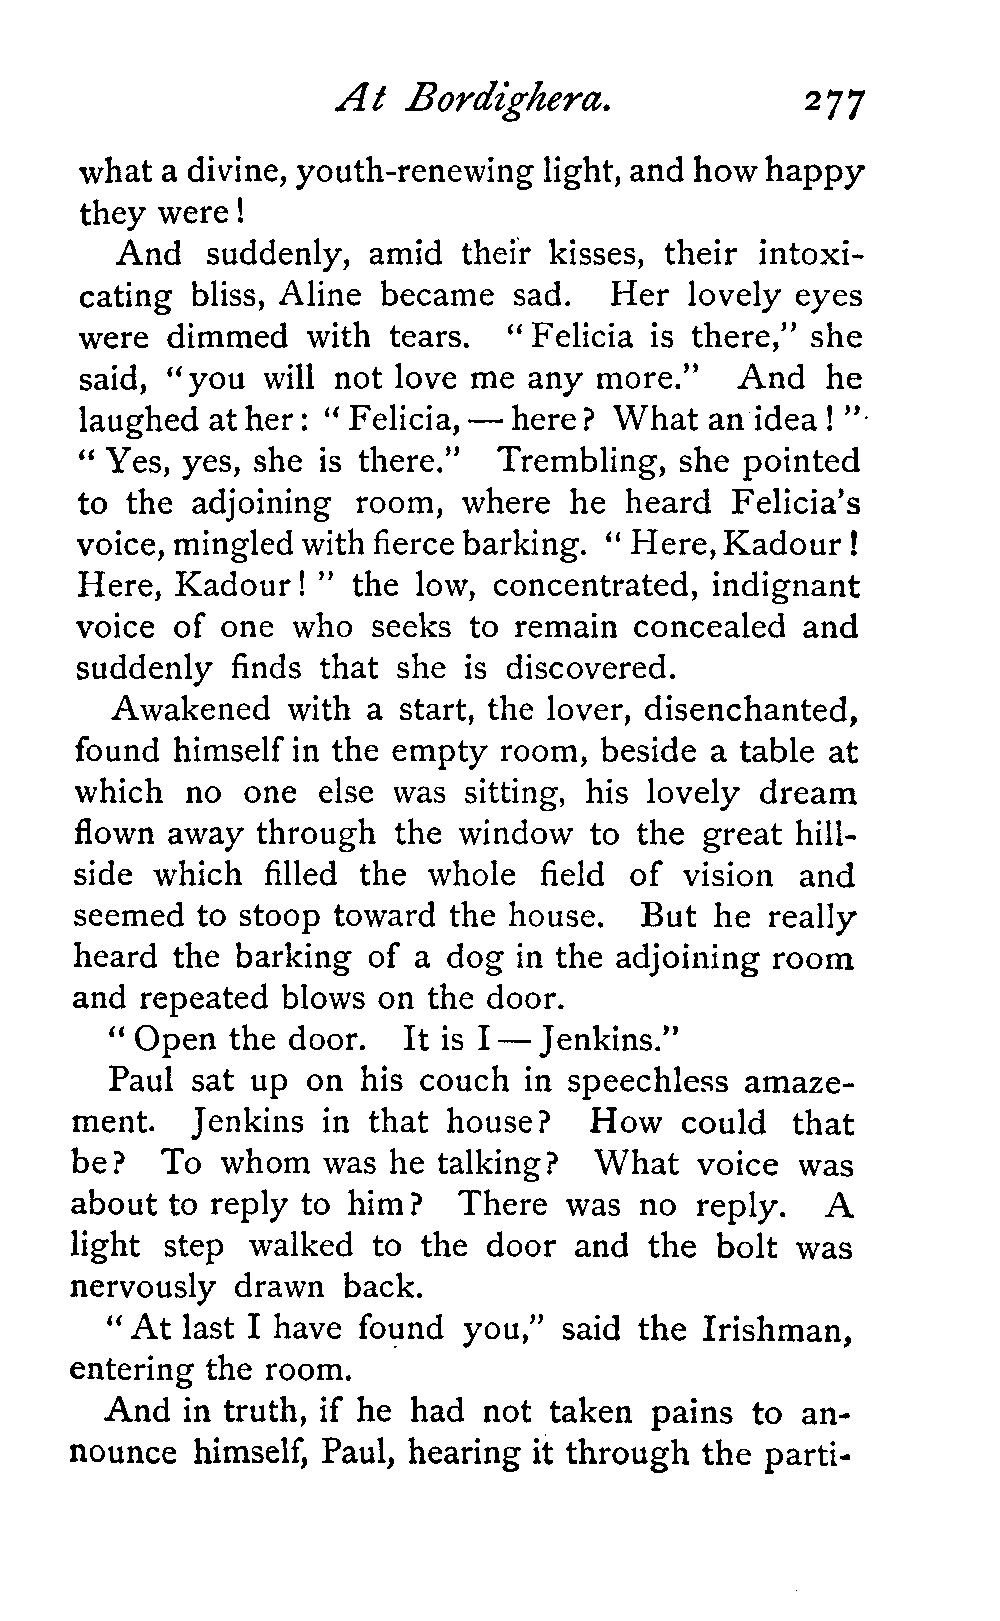 At Bordighera. 277
what a divine, youth-renewing light, and how happy
they were!
And suddenly, amid their kisses, their intoxi-
cating bliss, Aline became sad. Her lovely eyes
were dimmed with tears. "Felicia is there," she
said, "you will not love me any more." And he
laughed at her: "Felicia, — here? What an idea!"
"Yes, yes, she is there." Trembling, she pointed
to the adjoining room, where he heard Felicia's
voice, mingled with fierce barking. "Here, Kadour!
Here, Kadour!" the low, concentrated, indignant
voice of one who seeks to remain concealed and
suddenly finds that she is discovered.
Awakened with a start, the lover, disenchanted,
found himself in the empty room, beside a table at
which no one else was sitting, his lovely dream
flown away through the window to the great hill-
side which filled the whole field of vision and
seemed to stoop toward the house. But he really
heard the barking of a dog in the adjoining room
and repeated blows on the door.
"Open the door. It is I — Jenkins."
Paul sat up on his couch in speechless amaze-
ment. Jenkins in that house? How could that
be? To whom was he talking? What voice was
about to reply to him? There was no reply. A
light step walked to the door and the bolt was
nervously drawn back.
"At last I have found you," said the Irishman,
entering the room.
And in truth, if he had not taken pains to an-
nounce himself, Paul, hearing it through the parti-